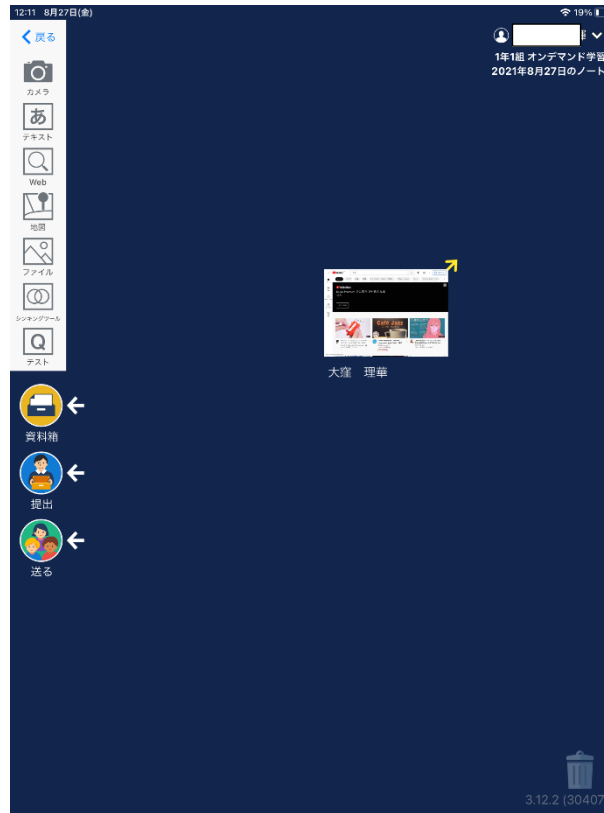 12:11 8月27日(金)
19%
戻る
1年1組 オンデマンド学習
2021年8月27日のノート
カメラ
あ
テキスト
Web
地図
ファイル
シンキングツール
Q
テスト
Cafe Jazz
大窪 理華
資料箱
提出
送る
3.12.2 (30407